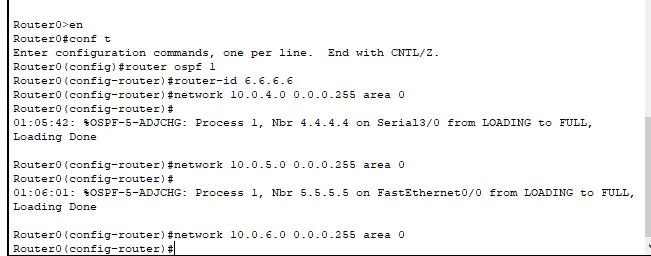 Router0>en
Router0#conf t
Enter configuration commands, one per line.  End with CNTL/Z.
Router0(config)#router ospf 1
Router0(config-router)#router-id 6.6.6.6
Router0(config-router)#network 10.0.4.0 0.0.0.255 area 0
Router0(config-router)#
01:05:42: %OSPF-5-ADJCHG: Process 1, Nbr 4.4.4.4 on Serial3/0 from LOADING to FULL,
Loading Done
Router0(config-router)#network 10.0.5.0 0.0.0.255 area 0
Router0(config-router)#
01:06:01: %OSPF-5-ADJCHG: Process 1, Nbr 5.5.5.5 on FastEthernet0/0 from LOADING to FULL,
Loading Done
Router0(config-router)#network 10.0.6.0 0.0.0.255 area 0
Router0(config-router)#